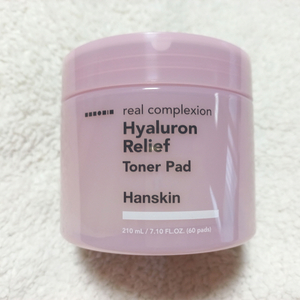 real complexion
Hyaluron
Relief
Toner Pad
Hanskin
210 mL / 7.10 FL.OZ. (60 pads)